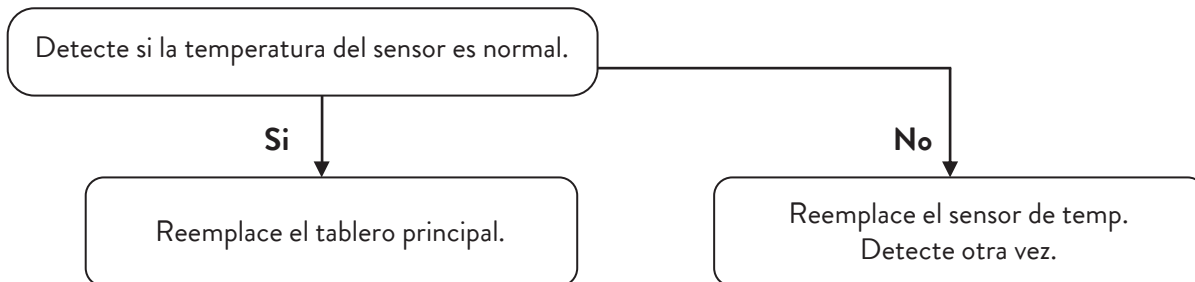 Detecte si la temperatura del sensor es normal.
Si
No
Reemplace el tablero principal.
Reemplace el sensor de temp.
Detecte otra vez.